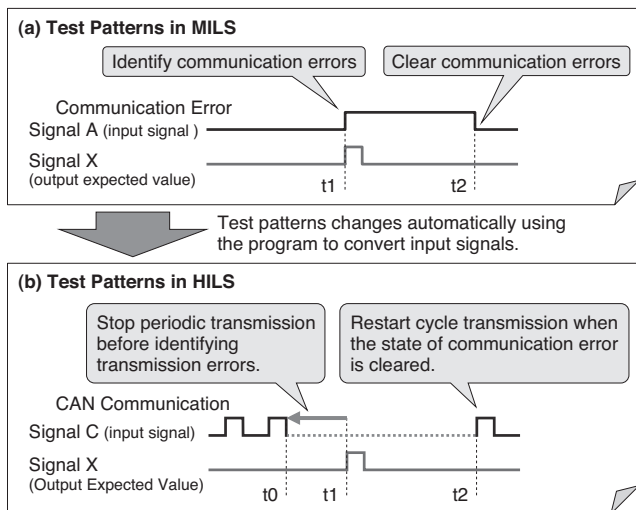 (a) Test Patterns in MILS
Identify communication errors
Clear communication errors
Communication Error
Signal A (input signal )
Signal X
(output expected value)
t1
t2
Test patterns changes automatically using
the program to convert input signals.
(b) Test Patterns in HILS
Stop periodic transmission
before identifying
transmission errors.
Restart cycle transmission when
the state of communication error
is cleared.
CAN Communication
Signal C (input signal)
Signal X
(Output Expected Value)
t0
t1
t2